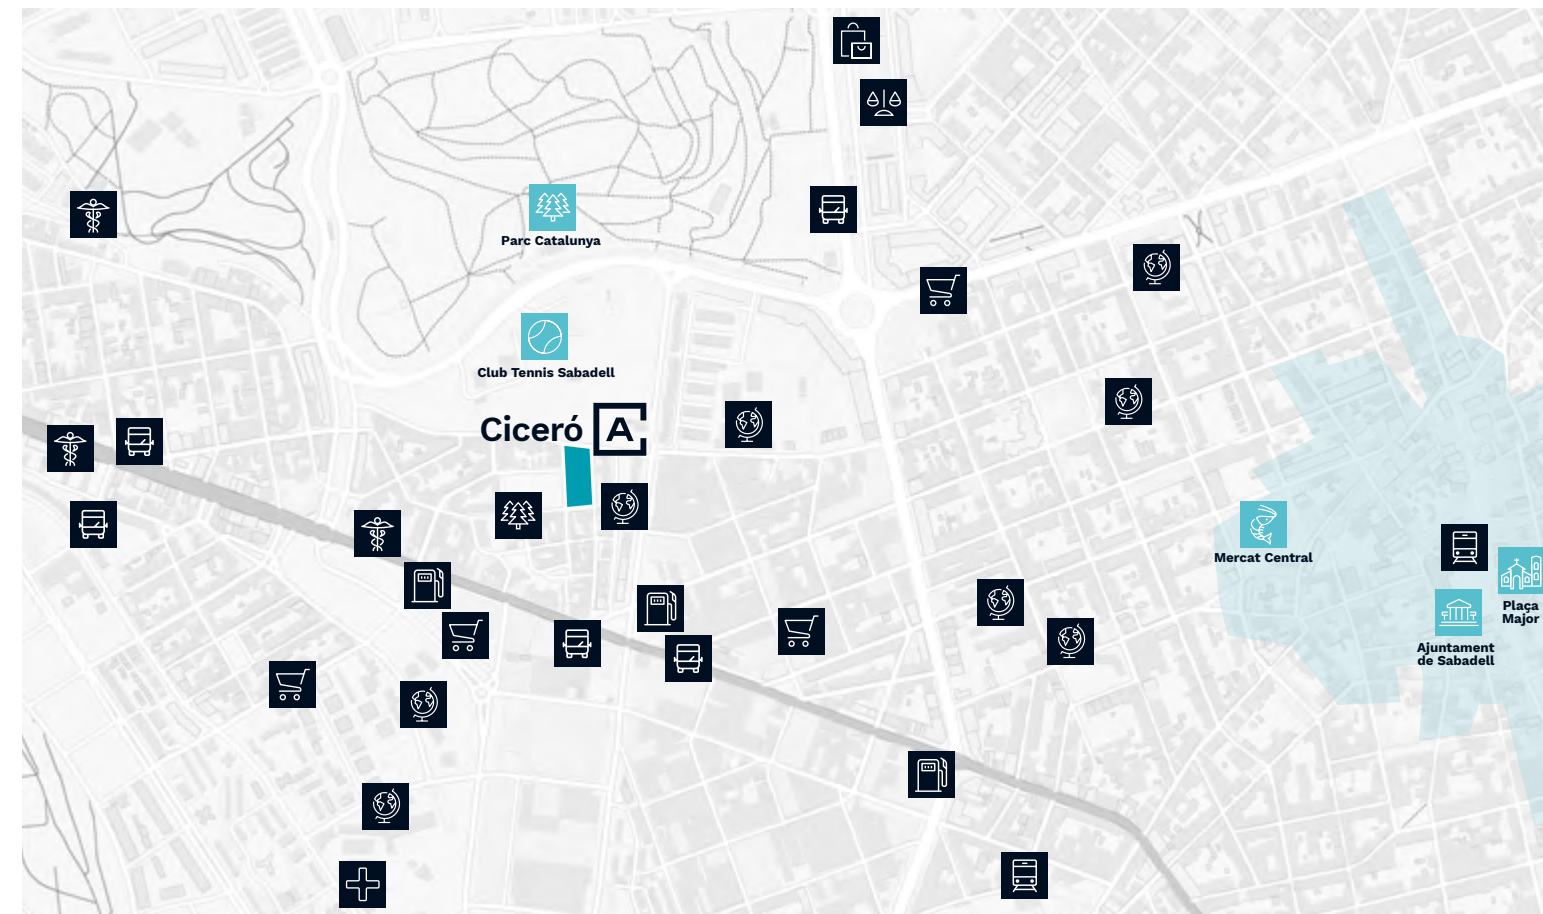 Parc Catalunya
Club Tennis Sabadell
Ciceró A
Mercat Central
Plaça
Major
Ajuntament
de Sabadell